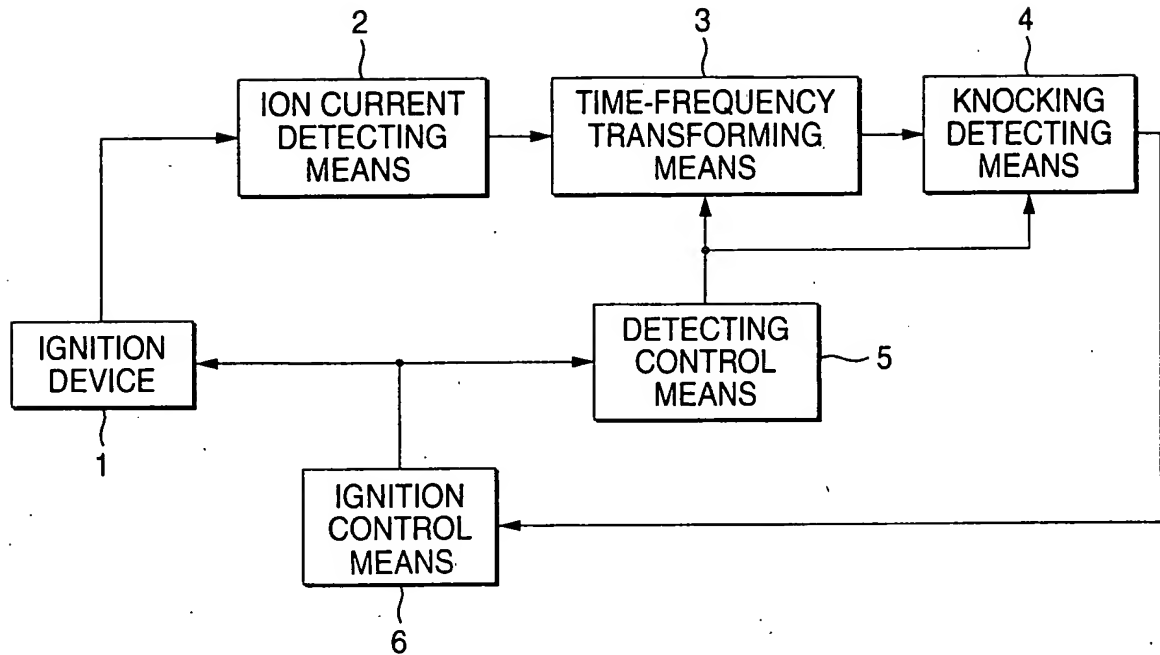 2
3
4
ION CURRENT
DETECTING
MEANS
TIME-FREQUENCY
TRANSFORMING
MEANS
KNOCKING
DETECTING
MEANS
IGNITION
DEVICE
1
DETECTING
CONTROL
MEANS
5
IGNITION
CONTROL
MEANS
6